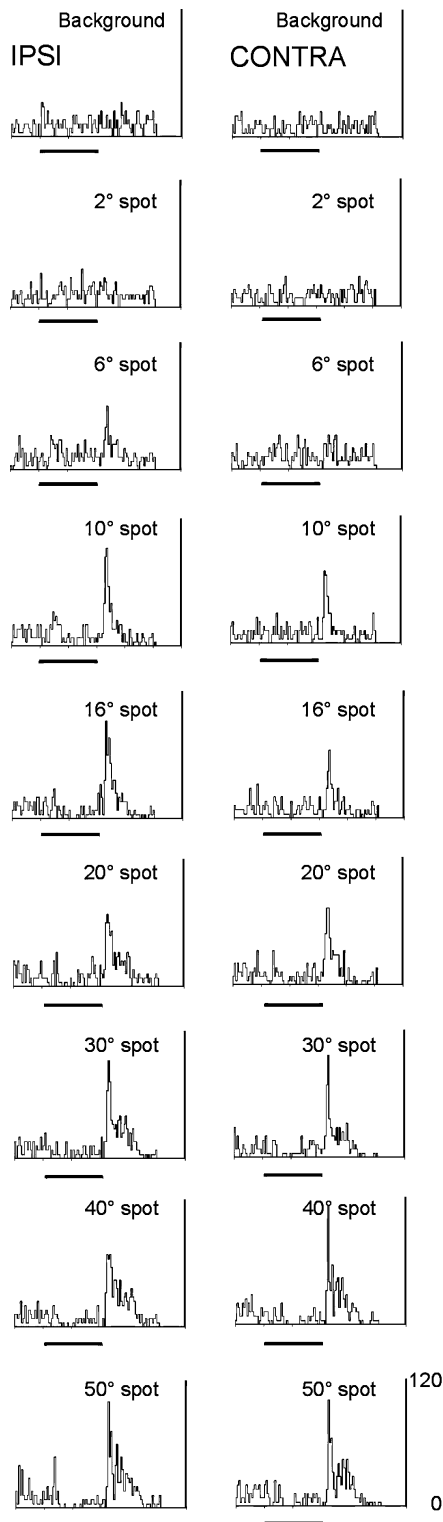 Background Background
IPSI CONTRA
2° spot 2° spot
6° spot 6° spot
10° spot 10° spot
16° spot 16° spot
20° spot 20° spot
30° spot 30° spot
40° spot 40° spot
50° spot 50° spot 120
0